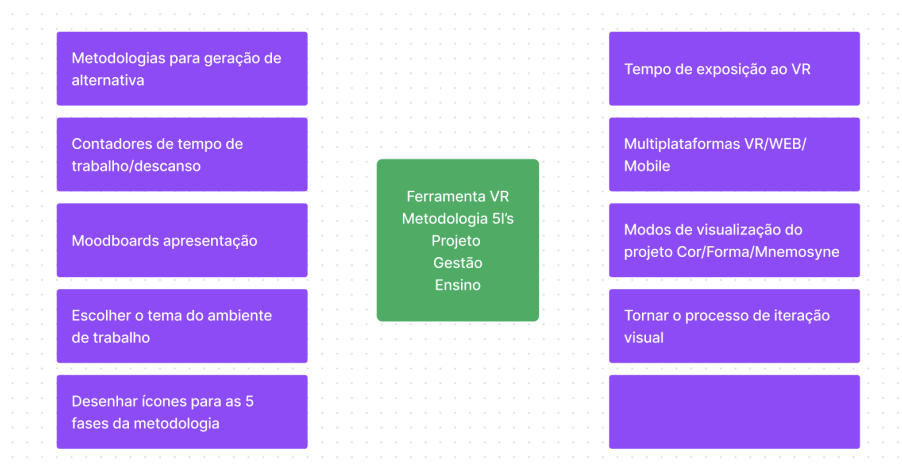 Metodologias para geração de
alternativa
Contadores de tempo de
trabalho/descanso
Moodboards apresentação
Escolher o tema do ambiente
de trabalho
Desenhar ícones para as 5
fases da metodologia
Ferramenta VR
Metodologia 5I's
Projeto
Gestão
Ensino
Tempo de exposição ao VR
Multiplataformas VR/WEB/
Mobile
Modos de visualização do
projeto Cor/Forma/Mnemosyne
Tornar o processo de iteração
visual